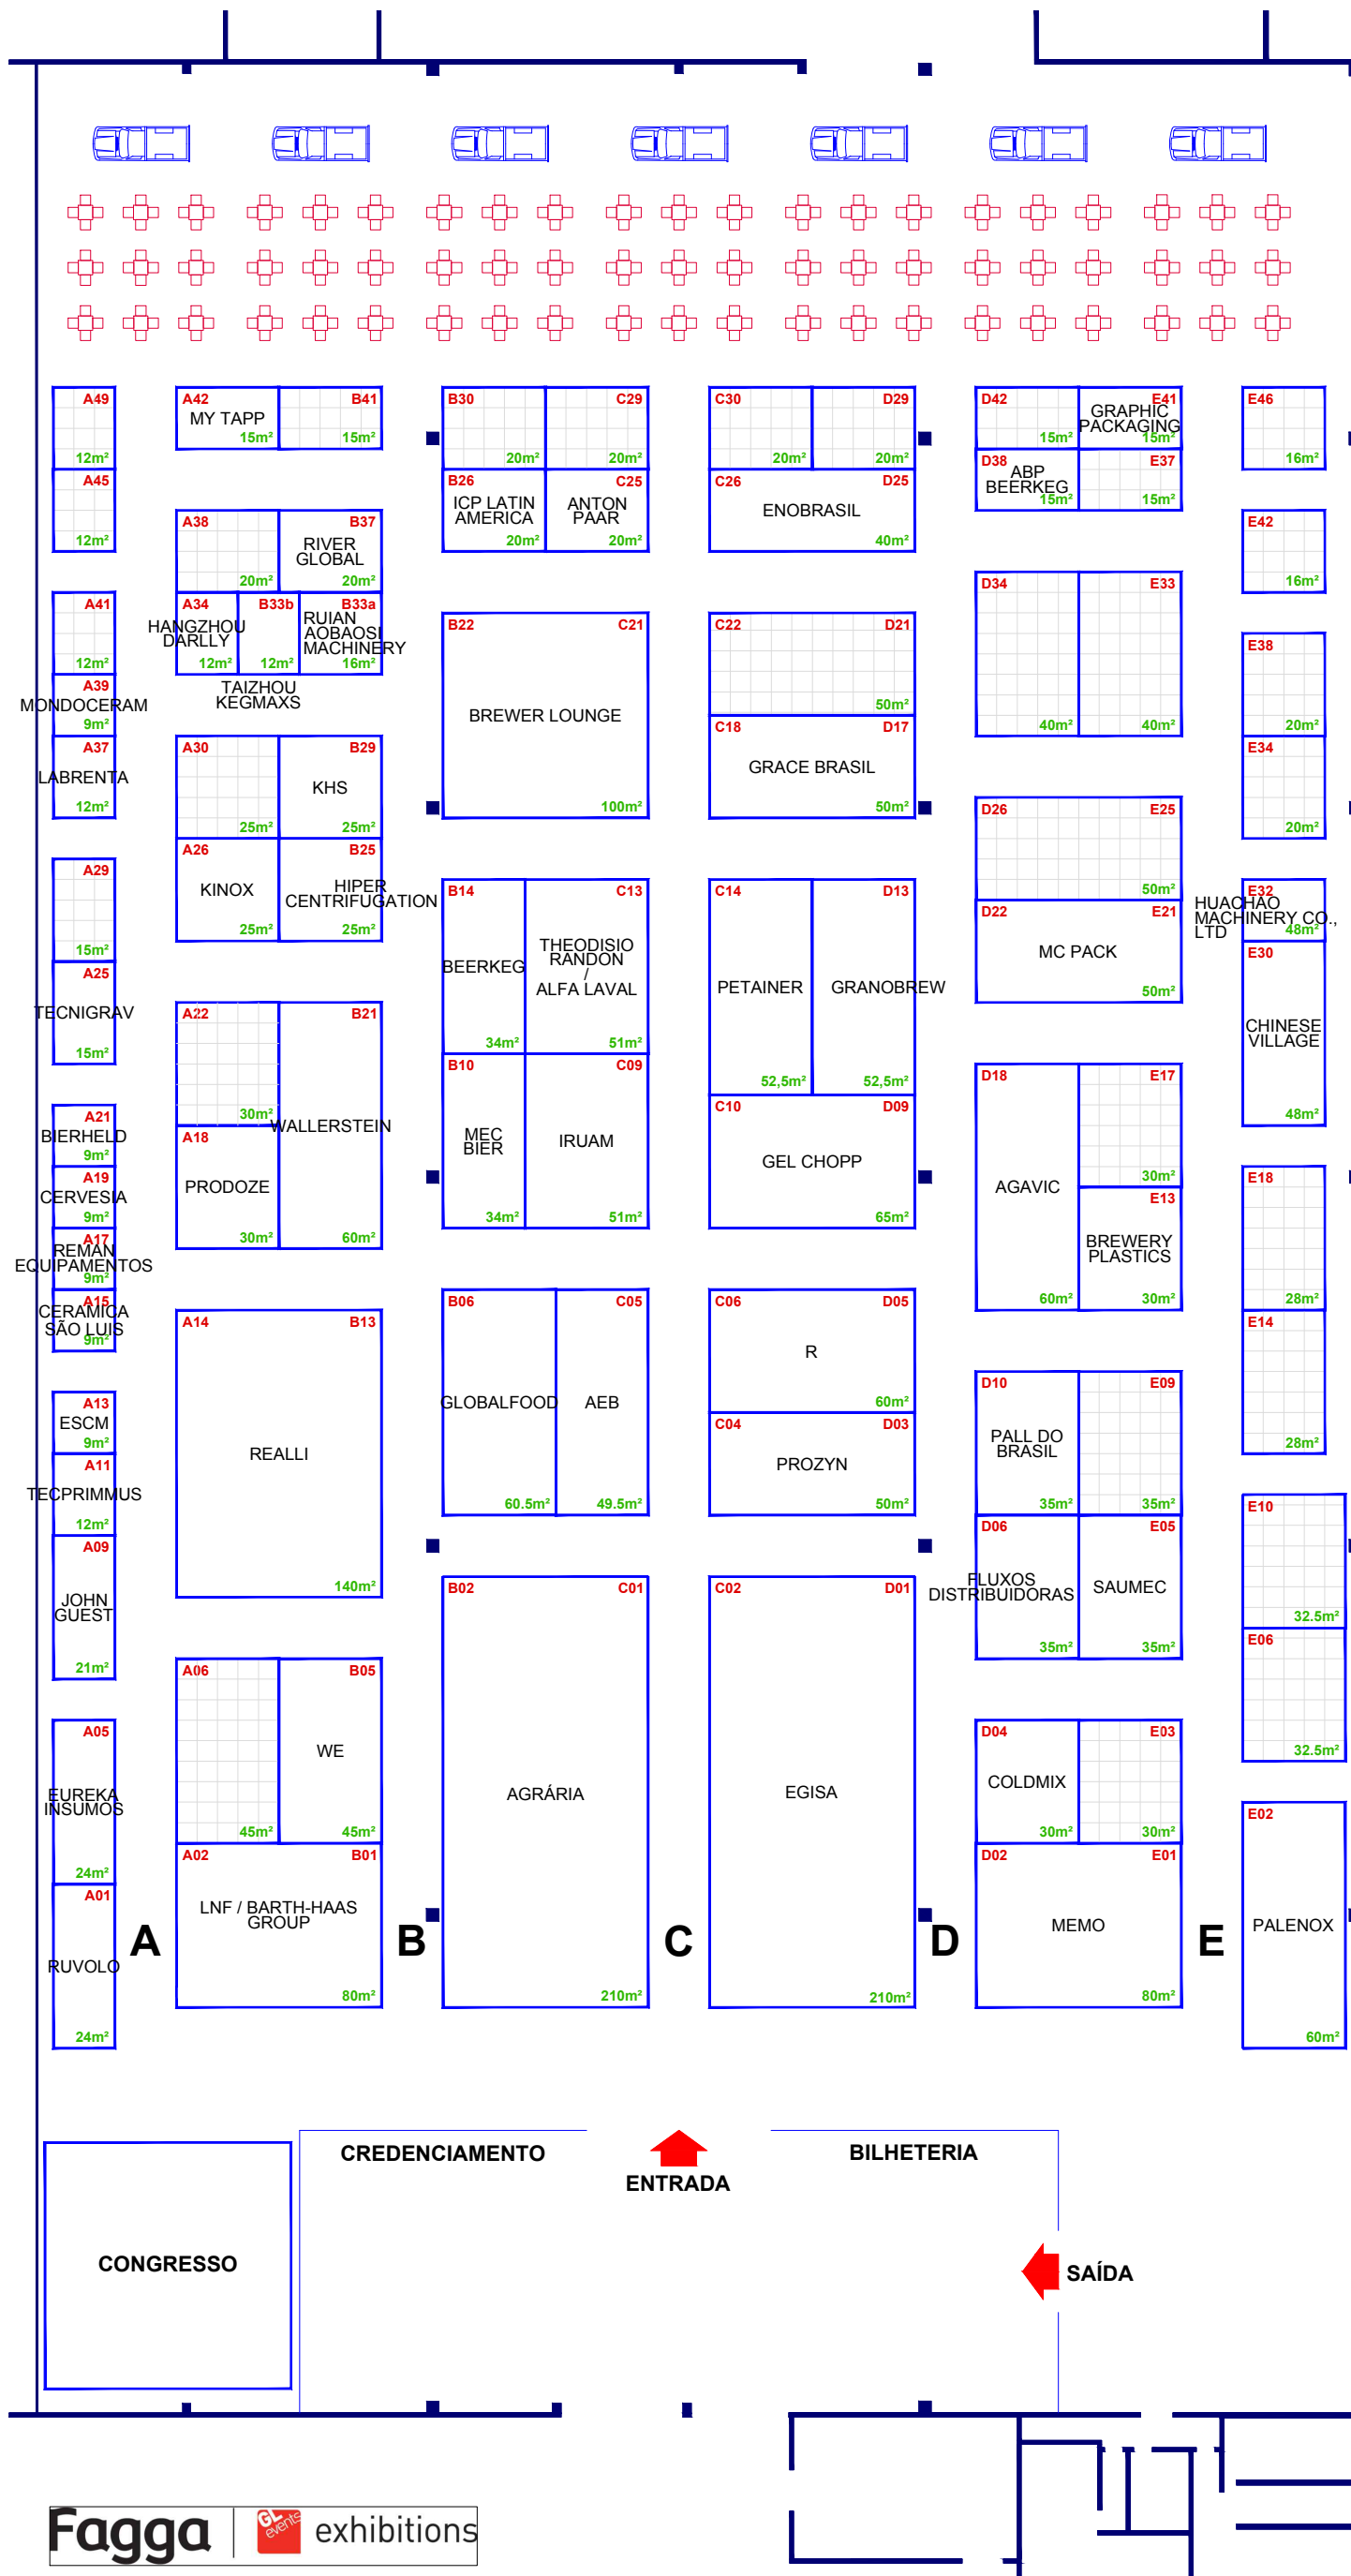 A49
12m²
A45
12m²
A41
12m²
A39
MONDOCERAM
9m²
A37
LABRENTA
12m²
A29
15m²
A25
TECNIGRAV
15m²
A21
BIERHELD
9m²
A19
CERVESIA
9m²
A17
REMAN
EQUIPAMENTOS
9m²
A15
CERAMICA
SÃO LUIS
9m²
A13
ESCM
9m²
A11
TECPRIMMUS
12m²
A09
JOHN
GUEST
21m²
A05
EUREKA
INSUMOS
24m²
A01
RUVOLO
24m²
A
A42
MY TAPP
15m²
B41
15m²
A38
20m²
B37
RIVER
GLOBAL
20m²
A34
HANGZHOU
DARLLY
12m²
B33b
12m²
TAIZHOU
KEGMAXS
B33a
RUIAN
AOBAOSI
MACHINERY
16m²
A30
25m²
B29
KHS
25m²
A26
KINOX
25m²
B25
HIPER
CENTRIFUGATION
25m²
A22
30m²
B21
WALLERSTEIN
60m²
A18
PRODOZE
30m²
A14 B13
REALLI
140m²
A06
45m²
B05
WE
45m²
A02 B01
LNF / BARTH-HAAS
GROUP
80m²
B
B30
20m²
C29
20m²
B26
ICP LATIN
AMERICA
20m²
C25
ANTON
PAAR
20m²
B22 C21
BREWER LOUNGE
100m²
B14
BEERKEG
34m²
C13
THEODISIO
RANDON
/
ALFA LAVAL
51m²
B10
MEC
BIER
34m²
C09
IRUAM
51m²
B06
GLOBALFOOD
60.5m²
C05
AEB
49.5m²
B02 C01
AGRÁRIA
210m²
C
C30
20m²
D29
20m²
C26 D25
ENOBRASIL
40m²
C22 D21
50m²
C18 D17
GRACE BRASIL
50m²
C14
PETAINER
52,5m²
D13
GRANOBREW
52,5m²
C10 D09
GEL CHOPP
65m²
C06 D05
R
60m²
C04 D03
PROZYN
50m²
C02 D01
EGISA
210m²
D
D42
15m²
E41
GRAPHIC
PACKAGING
15m²
D38
ABP
BEERKEG
15m²
E37
15m²
D34
40m²
E33
40m²
D26 E25
50m²
D22 E21
MC PACK
50m²
D18
AGAVIC
60m²
E17
30m²
E13
BREWERY
PLASTICS
30m²
D10
PALL DO
BRASIL
35m²
E09
35m²
D06
FLUXOS
DISTRIBUIDORAS
35m²
E05
SAUMEC
35m²
D04
COLDMIX
30m²
E03
30m²
D02 E01
MEMO
80m²
E
E46
16m²
E42
16m²
E38
20m²
E34
20m²
E32
HUACHAO
MACHINERY CO.,
LTD
48m²
E30
CHINESE
VILLAGE
48m²
E18
28m²
E14
28m²
E10
32.5m²
E06
32.5m²
E02
PALENOX
60m²
CREDENCIAMENTO
ENTRADA
BILHETERIA
CONGRESSO
SAÍDA
Fagga
GL events
exhibitions